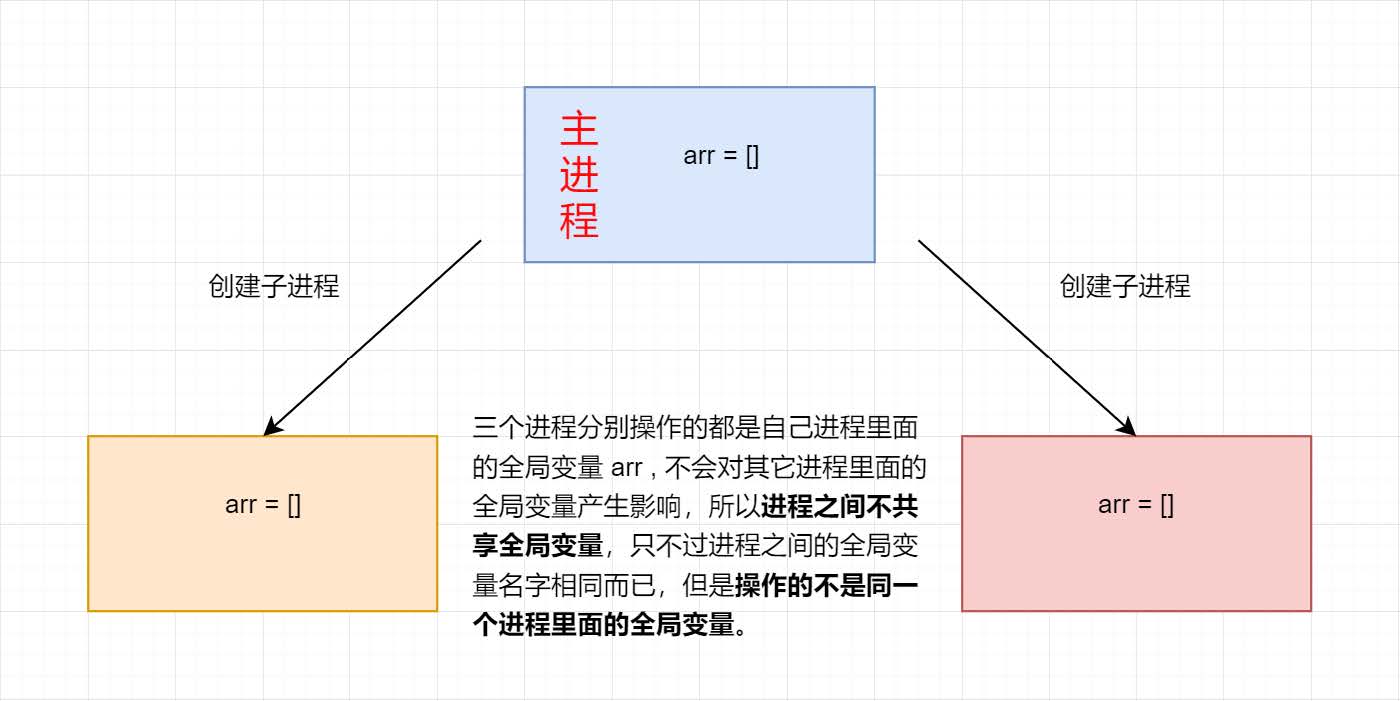 主进程
arr = []
创建子进程
创建子进程
三个进程分别操作的都是自己进程里面
的全局变量 arr , 不会对其它进程里面的
全局变量产生影响，所以进程之间不共
享全局变量，只不过进程之间的全局变
量名字相同而已，但是操作的不是同一
个进程里面的全局变量。
arr = []
arr = []